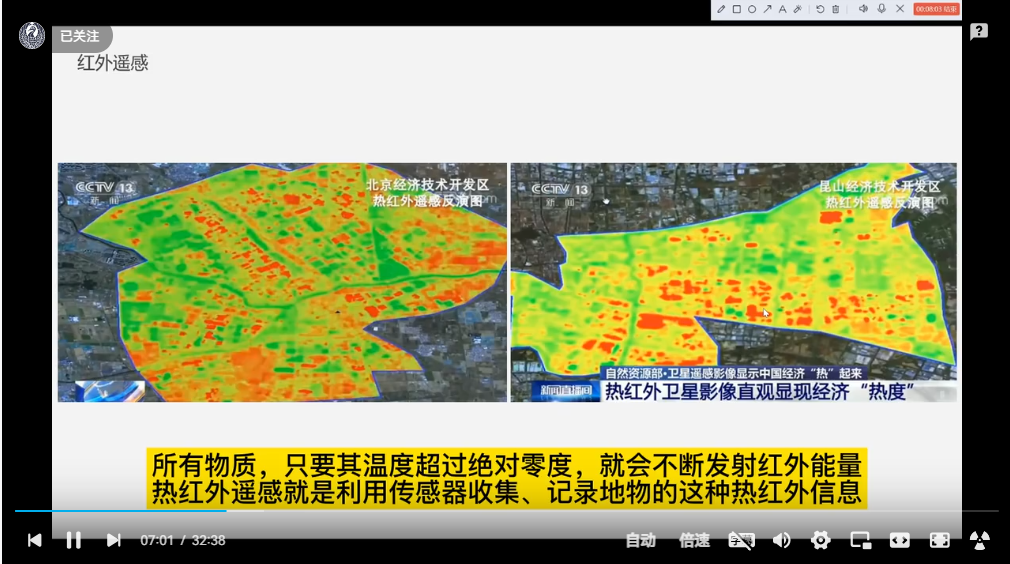 00:08:03 结束
已关注
红外遥感
CCTV 13
新闻
北京经济技术开发区
热红外遥感反演图
CCTV 13
新闻
昆山经济技术开发区
热红外遥感反演图
自然资源部·卫星遥感影像显示中国经济“热”起来
新闻直播间
热红外卫星影像直观显现经济“热度”
所有物质，只要其温度超过绝对零度，就会不断发射红外能量
热红外遥感就是利用传感器收集、记录地物的这种热红外信息
07:01 / 32:38
自动
倍速
字幕